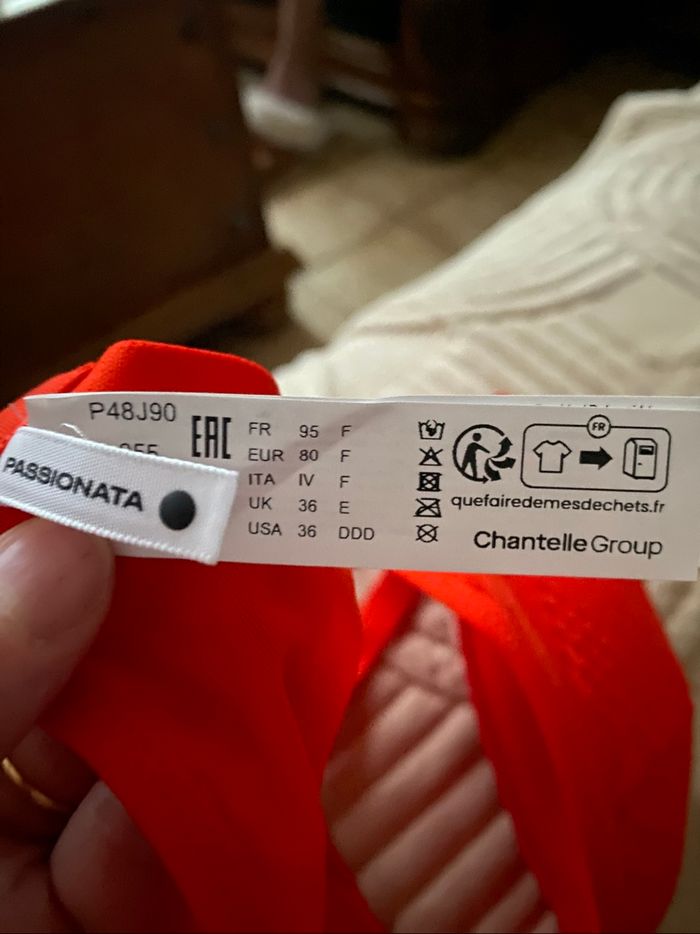 P48J90
PASSIONATA
EAC
FR 95 F
EUR 80 F
ITA IV F
UK 36 E
USA 36 DDD
FR
quefairedemesdechets.fr
Chantelle Group